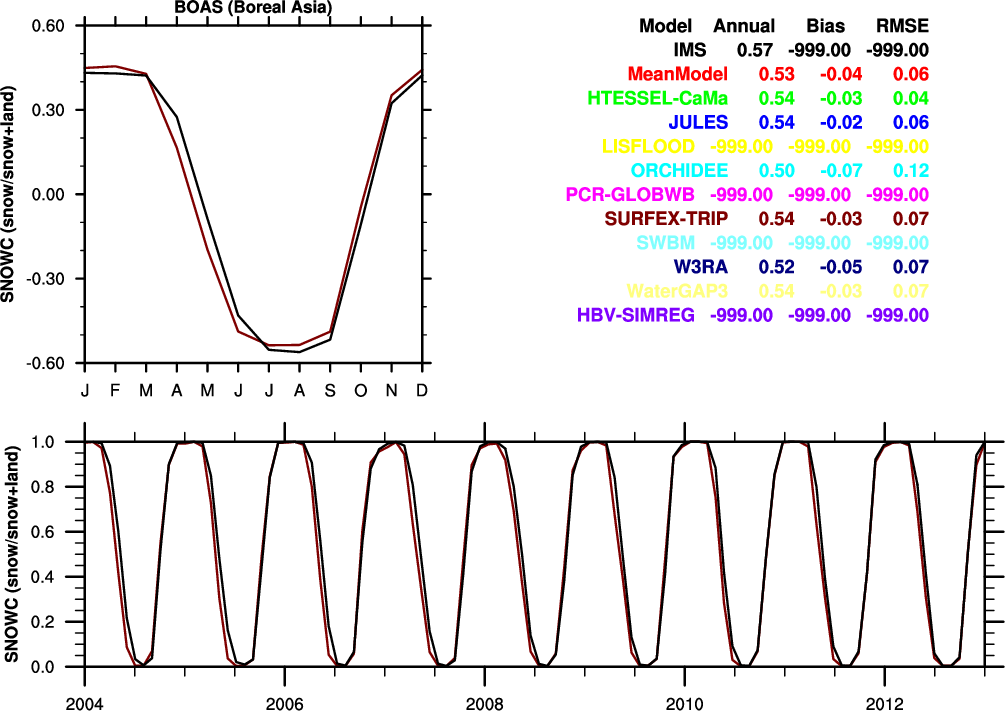 BOAS (Boreal Asia)
0.60
0.30
0.00
-0.30
-0.60
SNOWC (snow/snow+land)
J F M A M J J A S O N D
Model Annual Bias RMSE
IMS 0.57 -999.00 -999.00
MeanModel 0.53 -0.04 0.06
HTESSEL-CaMa 0.54 -0.03 0.04
JULES 0.54 -0.02 0.06
LISFLOOD -999.00 -999.00 -999.00
ORCHIDEE 0.50 -0.07 0.12
PCR-GLOBWB -999.00 -999.00 -999.00
SURFEX-TRIP 0.54 -0.03 0.07
SWBM -999.00 -999.00 -999.00
W3RA 0.52 -0.05 0.07
WaterGAP3 0.54 -0.03 0.07
HBV-SIMREG -999.00 -999.00 -999.00
1.0
0.8
0.6
0.4
0.2
0.0
SNOWC (snow/snow+land)
2004 2006 2008 2010 2012